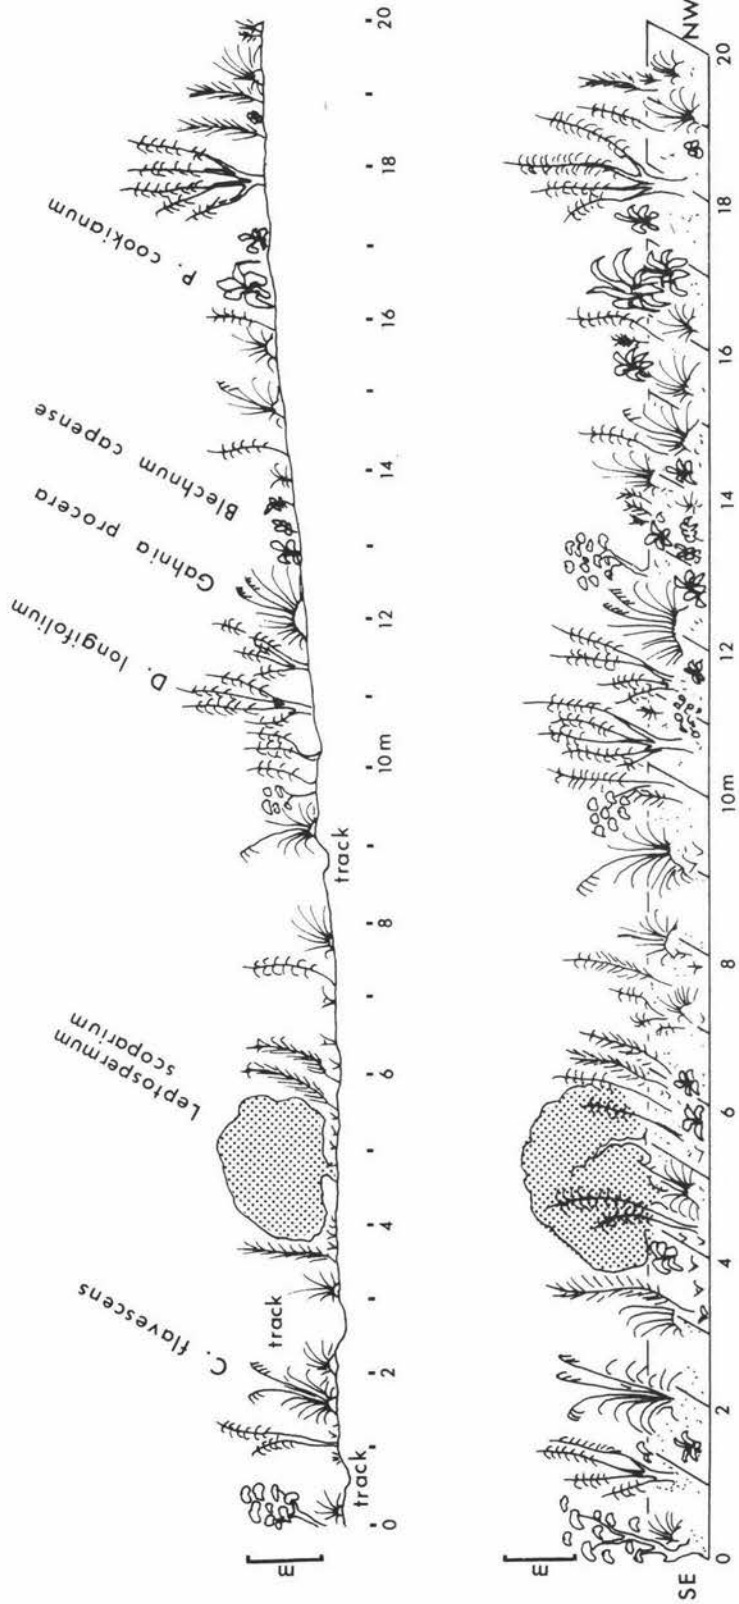 C. flavescens
Leptospermum
scoparium
D. longifolium
Gahnia procera
Blechnum capense
P. cookianum
track
track
track
m
0 2 4 6 8 10m 12 14 16 18 20
m
SE
NW
0 2 4 6 8 10m 12 14 16 18 20